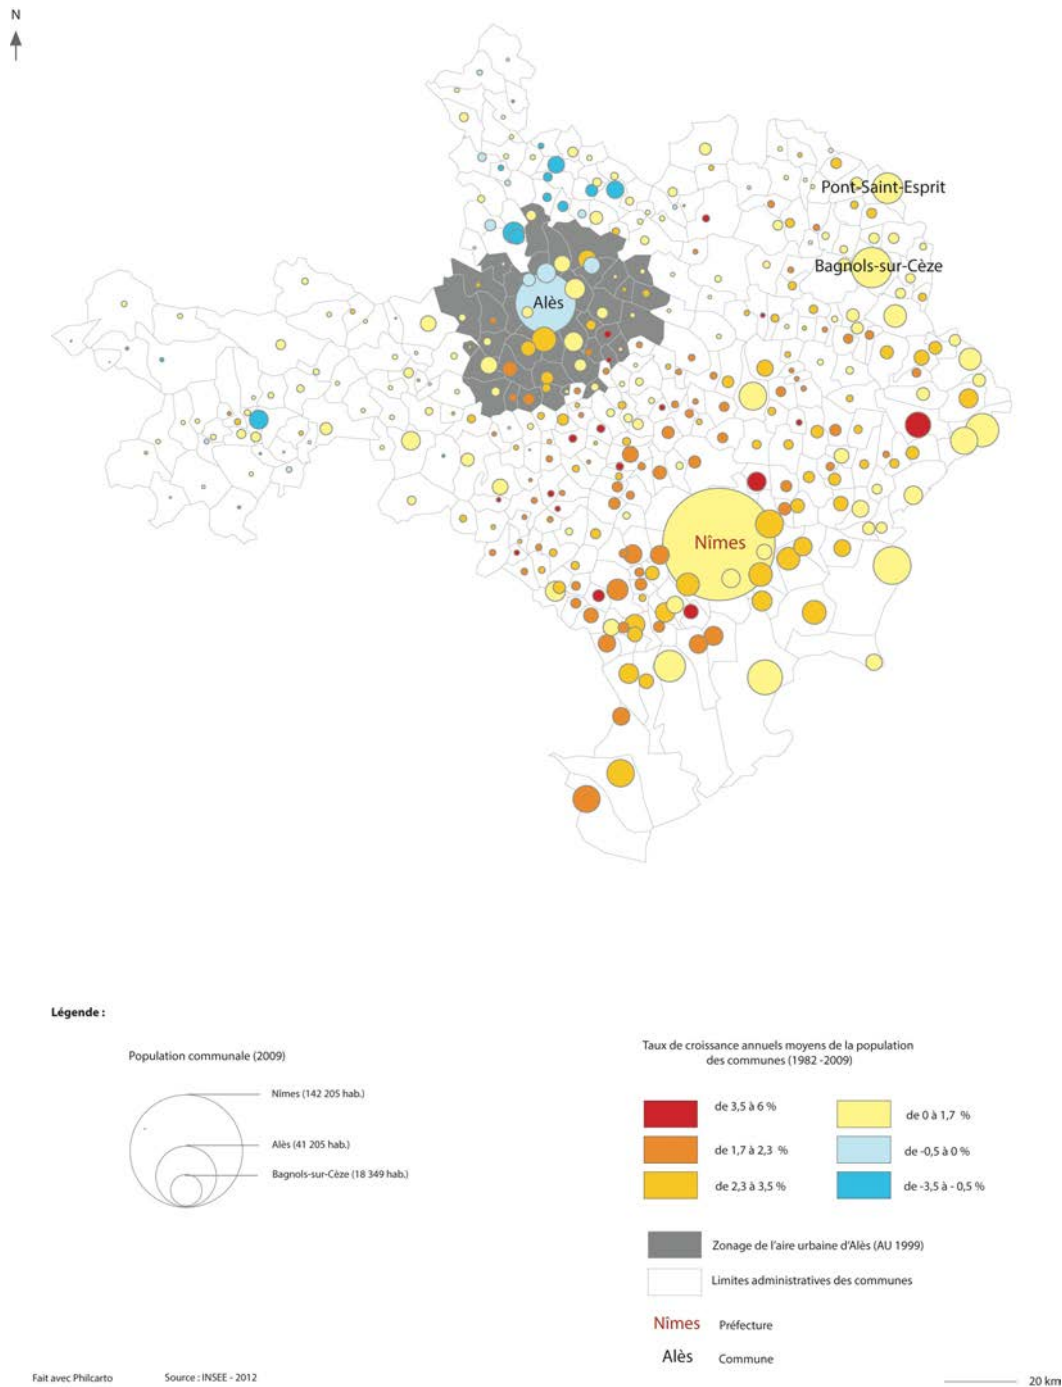 N
Pont-Saint-Esprit
Bagnols-sur-Cèze
Alès
Nîmes
Légende :
Population communale (2009)
Nîmes (142 205 hab.)
Alès (41 205 hab.)
Bagnols-sur-Cèze (18 349 hab.)
Taux de croissance annuels moyens de la population
des communes (1982 -2009)
de 3,5 à 6 %
de 0 à 1,7 %
de 1,7 à 2,3 %
de -0,5 à 0 %
de 2,3 à 3,5 %
de -3,5 à - 0,5 %
Zonage de l'aire urbaine d'Alès (AU 1999)
Limites administratives des communes
Nîmes Préfecture
Alès Commune
Fait avec Philcarto
Source : INSEE - 2012
20 km